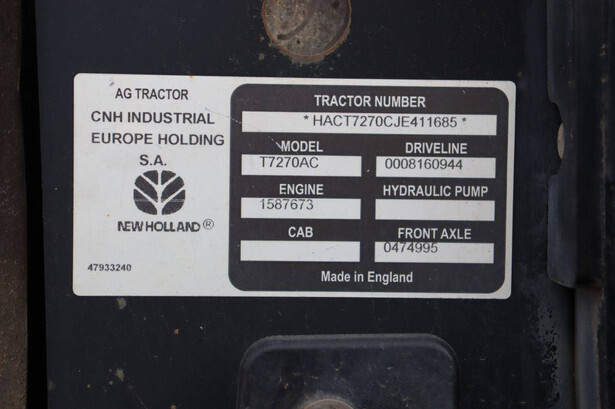 AG TRACTOR
CNH INDUSTRIAL
EUROPE HOLDING
S.A.
NEW HOLLAND®
47933240
TRACTOR NUMBER
*HACT7270CJE411685*
MODEL DRIVELINE
T7270AC 0008160944
ENGINE HYDRAULIC PUMP
1587673
CAB FRONT AXLE
0474995
Made in England